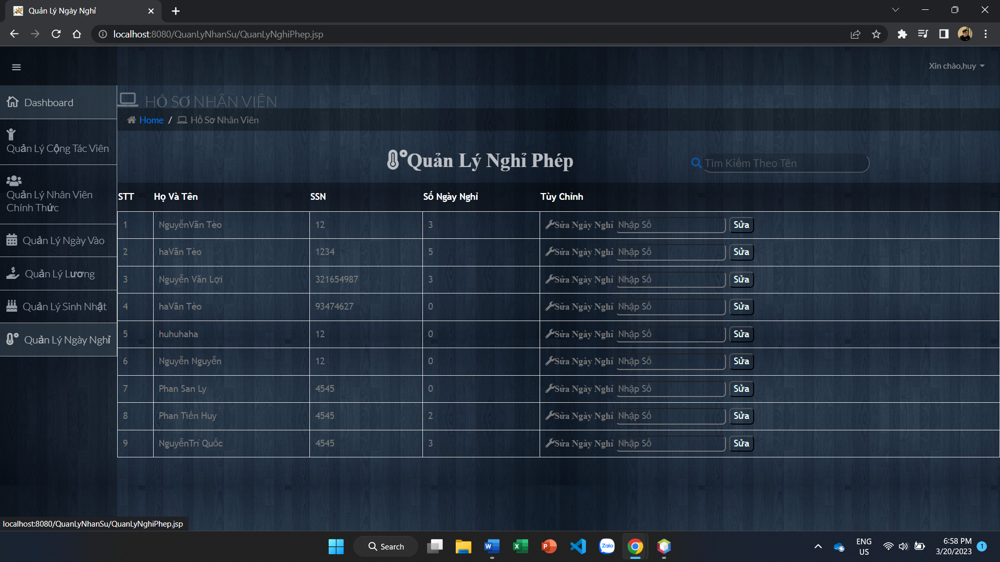 Quản Lý Ngày Nghỉ
localhost:8080/QuanLyNhanSu/QuanLyNghiPhep.jsp
Xin chào,huy
Dashboard
Quản Lý Cộng Tác Viên
Quản Lý Nhân Viên
Chính Thức
Quản Lý Ngày Vào
Quản Lý Lương
Quản Lý Sinh Nhật
Quản Lý Ngày Nghỉ
HỒ SƠ NHÂN VIÊN
Home / Hồ Sơ Nhân Viên
Quản Lý Nghỉ Phép
Tìm Kiếm Theo Tên
STT Họ Và Tên SSN Số Ngày Nghỉ Tùy Chỉnh
1 NguyễnVăn Tèo 12 3 Sửa Ngày Nghỉ Nhập Số Sửa
2 haVăn Tèo 1234 5 Sửa Ngày Nghỉ Nhập Số Sửa
3 Nguyễn Văn Lợi 321654987 3 Sửa Ngày Nghỉ Nhập Số Sửa
4 haVăn Tèo 93474627 0 Sửa Ngày Nghỉ Nhập Số Sửa
5 huhuhaha 12 0 Sửa Ngày Nghỉ Nhập Số Sửa
6 Nguyễn Nguyễn 12 0 Sửa Ngày Nghỉ Nhập Số Sửa
7 Phan San Ly 4545 0 Sửa Ngày Nghỉ Nhập Số Sửa
8 Phan Tiến Huy 4545 2 Sửa Ngày Nghỉ Nhập Số Sửa
9 NguyễnTrí Quốc 4545 3 Sửa Ngày Nghỉ Nhập Số Sửa
localhost:8080/QuanLyNhanSu/QuanLyNghiPhep.jsp
Search
Zalo
ENG
US
6:58 PM
3/20/2023
1